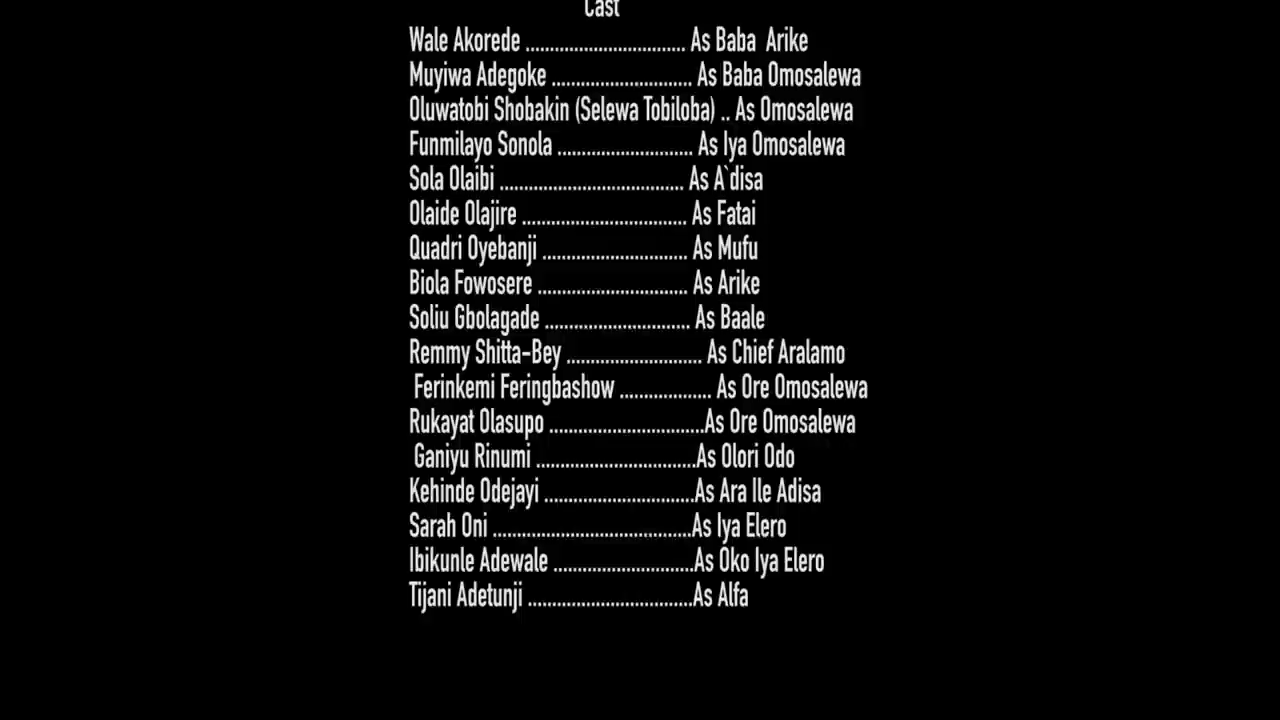 Cast
Wale Akorede ................................ As Baba  Arike
Muyiwa Adegoke ............................ As Baba Omosalewa
Oluwatobi Shobakin (Selewa Tobiloba) .. As Omosalewa
Funmilayo Sonola ........................... As Iya Omosalewa
Sola Olaibi ..................................... As A`disa
Olaide Olajire ................................. As Fatai
Quadri Oyebanji ............................. As Mufu
Biola Fowosere .............................. As Arike
Soliu Gbolagade ............................. As Baale
Remmy Shitta-Bey ........................... As Chief Aralamo
Ferinkemi Feringbashow .................. As Ore Omosalewa
Rukayat Olasupo ...............................As Ore Omosalewa
Ganiyu Rinumi ................................As Olori Odo
Kehinde Odejayi ..............................As Ara Ile Adisa
Sarah Oni ........................................As Iya Elero
Ibikunle Adewale ............................As Oko Iya Elero
Tijani Adetunji .................................As Alfa